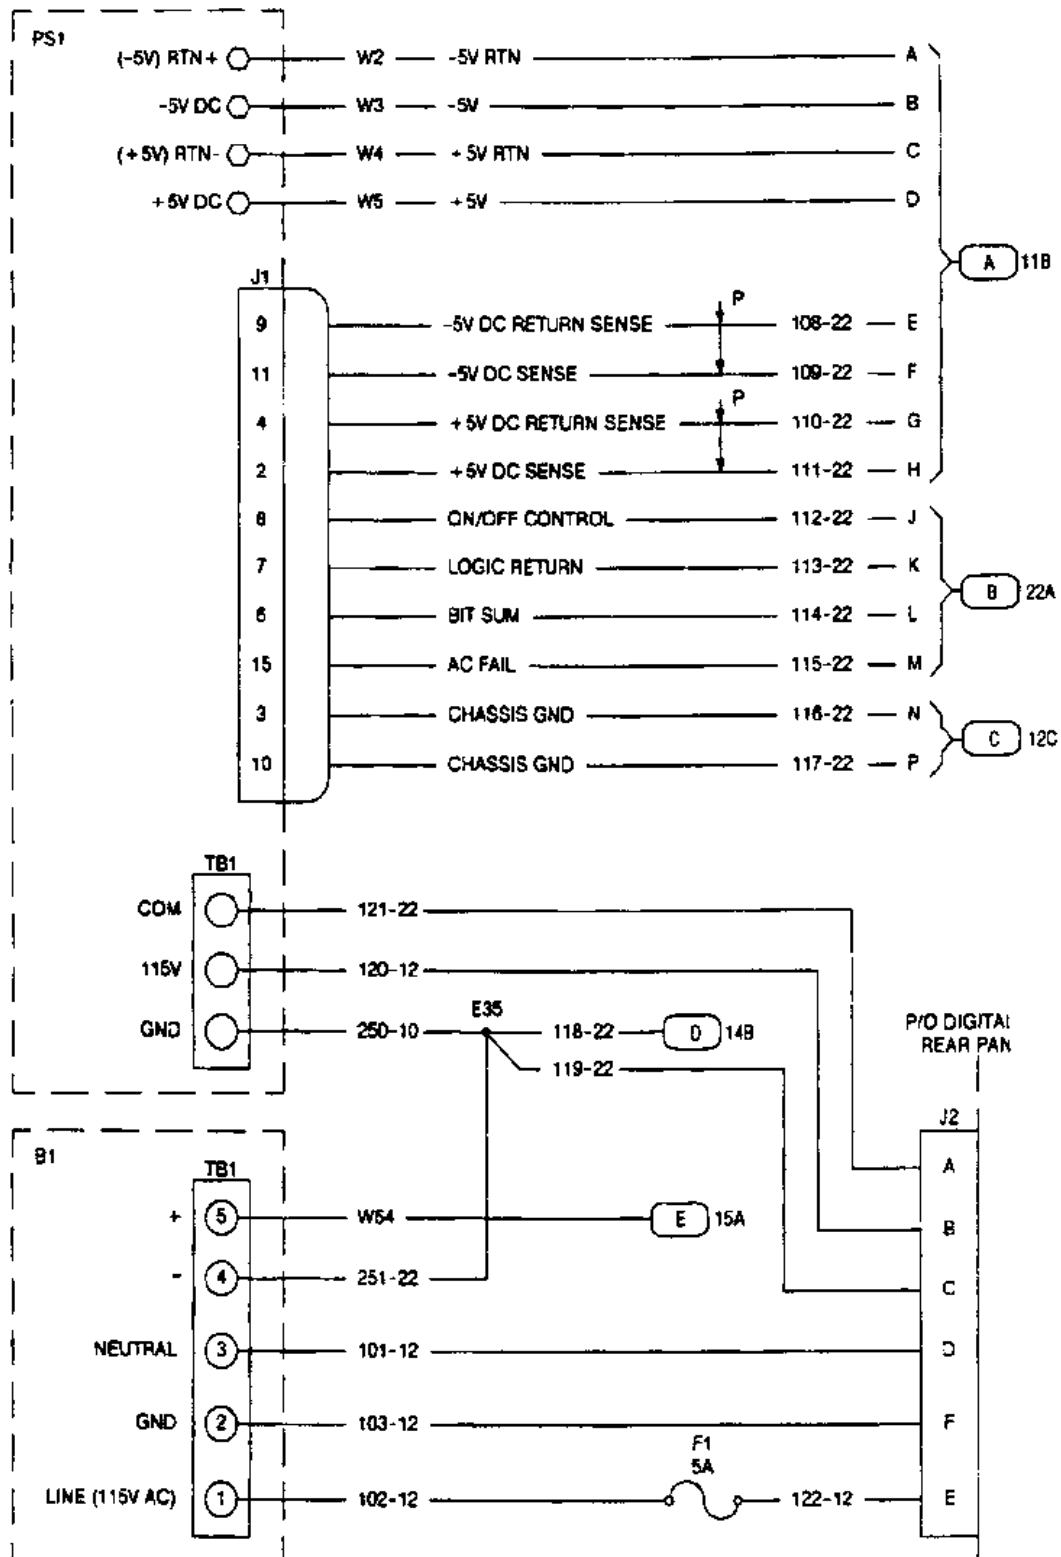 PS1
(-5V) RTN+ W2 -5V RTN A
-5V DC W3 -5V B
(+5V) RTN- W4 +5V RTN C
+5V DC W5 +5V D
A 11B
J1
P
9 -5V DC RETURN SENSE 108-22 E
11 -5V DC SENSE 109-22 F
P
4 +5V DC RETURN SENSE 110-22 G
2 +5V DC SENSE 111-22 H
8 ON/OFF CONTROL 112-22 J
7 LOGIC RETURN 113-22 K
B 22A
6 BIT SUM 114-22 L
15 AC FAIL 115-22 M
3 CHASSIS GND 116-22 N
C 12C
10 CHASSIS GND 117-22 P
TB1
COM 121-22
115V 120-12
E35
GND 250-10 118-22 D 14B
119-22
P/O DIGITAL
REAR PAN
J2
B1
TB1
A
+ 5 W54 E 15A
B
- 4 251-22
C
NEUTRAL 3 101-12 D
GND 2 103-12 F
F1
5A
LINE (115V AC) 1 102-12 122-12 E